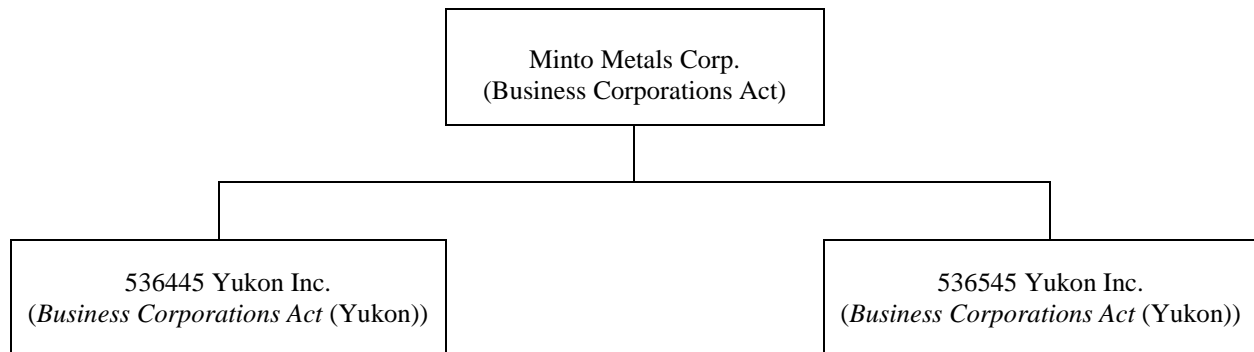 Minto Metals Corp.
(Business Corporations Act)
536445 Yukon Inc.
(Business Corporations Act (Yukon))
536545 Yukon Inc.
(Business Corporations Act (Yukon))